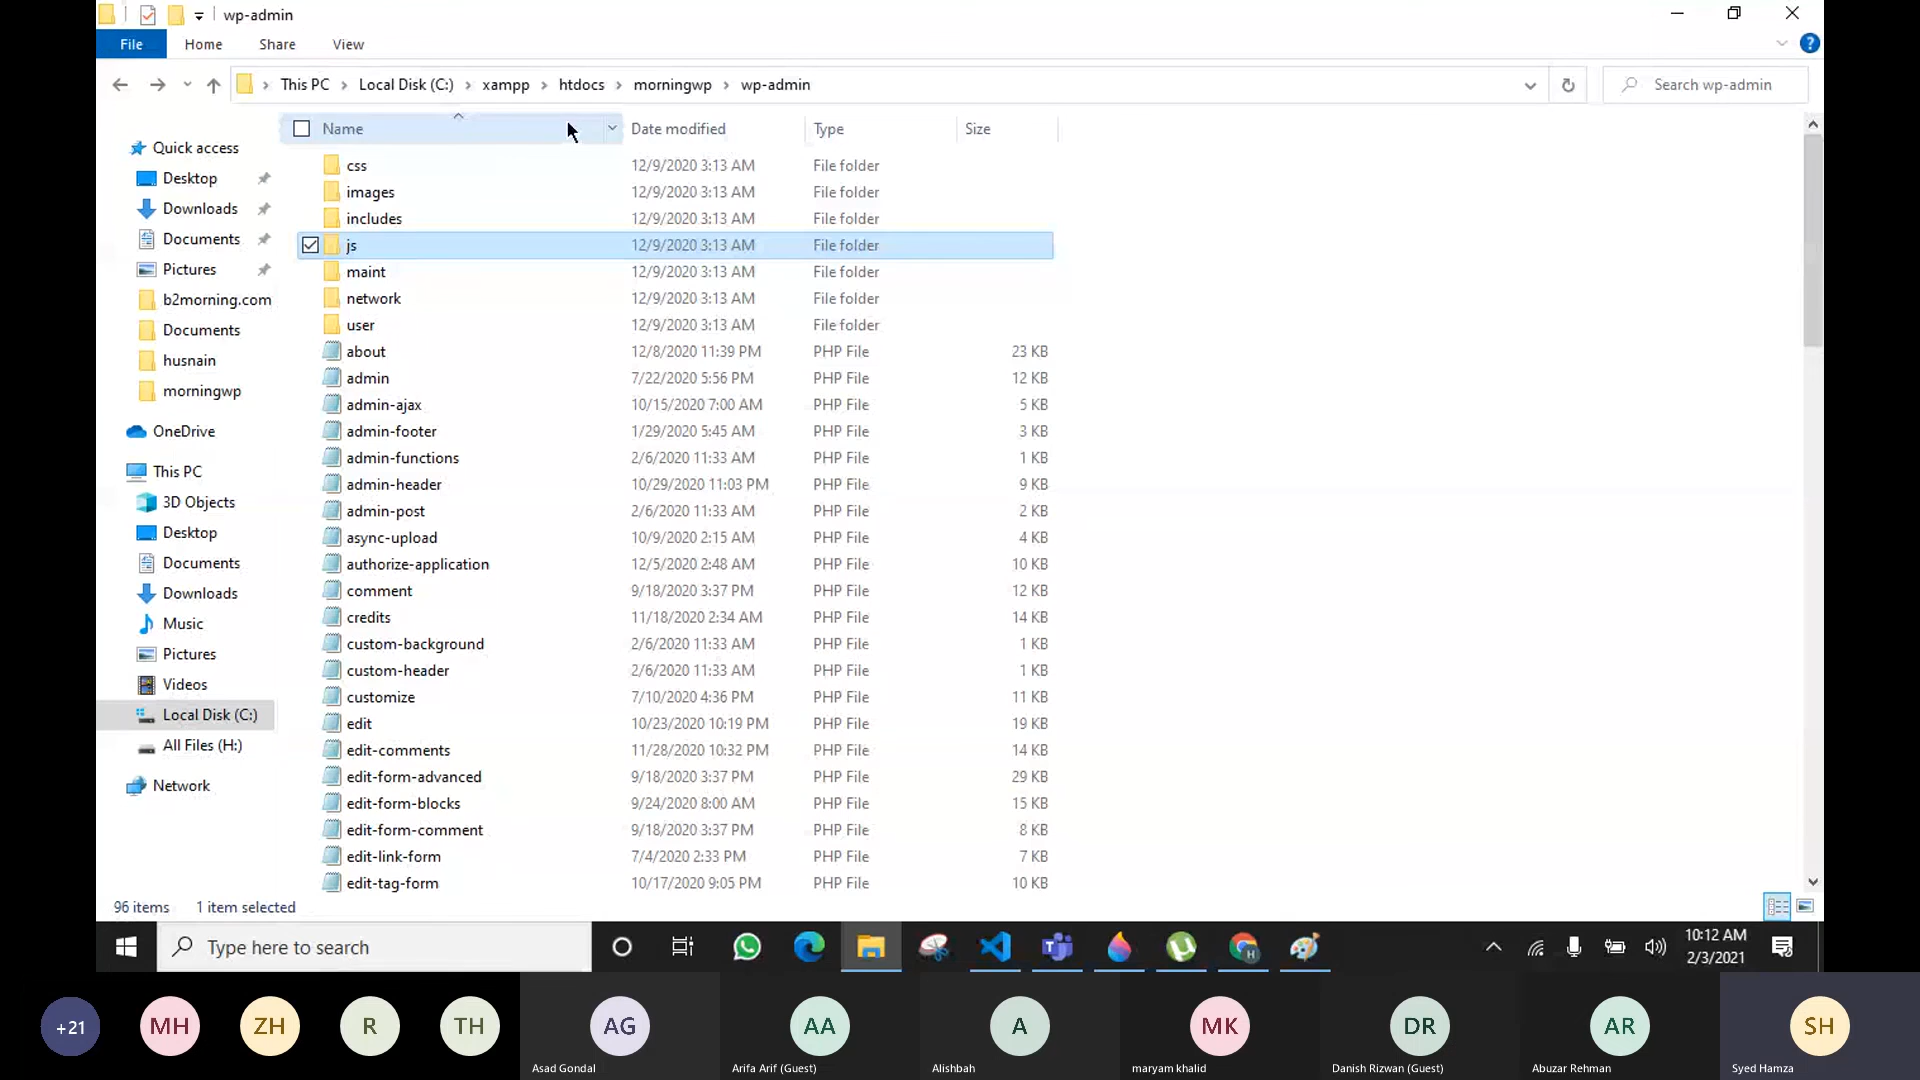 wp-admin
File Home Share View
This PC Local Disk (C:) xampp htdocs morningwp wp-admin Search wp-admin
Name Date modified Type Size
Quick access
Desktop
Downloads
Documents
Pictures
b2morning.com
Documents
husnain
morningwp
OneDrive
This PC
3D Objects
Desktop
Documents
Downloads
Music
Pictures
Videos
Local Disk (C:)
All Files (H:)
Network
css 12/9/2020 3:13 AM File folder
images 12/9/2020 3:13 AM File folder
includes 12/9/2020 3:13 AM File folder
js 12/9/2020 3:13 AM File folder
maint 12/9/2020 3:13 AM File folder
network 12/9/2020 3:13 AM File folder
user 12/9/2020 3:13 AM File folder
about 12/8/2020 11:39 PM PHP File 23 KB
admin 7/22/2020 5:56 PM PHP File 12 KB
admin-ajax 10/15/2020 7:00 AM PHP File 5 KB
admin-footer 1/29/2020 5:45 AM PHP File 3 KB
admin-functions 2/6/2020 11:33 AM PHP File 1 KB
admin-header 10/29/2020 11:03 PM PHP File 9 KB
admin-post 2/6/2020 11:33 AM PHP File 2 KB
async-upload 10/9/2020 2:15 AM PHP File 4 KB
authorize-application 12/5/2020 2:48 AM PHP File 10 KB
comment 9/18/2020 3:37 PM PHP File 12 KB
credits 11/18/2020 2:34 AM PHP File 14 KB
custom-background 2/6/2020 11:33 AM PHP File 1 KB
custom-header 2/6/2020 11:33 AM PHP File 1 KB
customize 7/10/2020 4:36 PM PHP File 11 KB
edit 10/23/2020 10:19 PM PHP File 19 KB
edit-comments 11/28/2020 10:32 PM PHP File 14 KB
edit-form-advanced 9/18/2020 3:37 PM PHP File 29 KB
edit-form-blocks 9/24/2020 8:00 AM PHP File 15 KB
edit-form-comment 9/18/2020 3:37 PM PHP File 8 KB
edit-link-form 7/4/2020 2:33 PM PHP File 7 KB
edit-tag-form 10/17/2020 9:05 PM PHP File 10 KB
96 items 1 item selected
Type here to search
10:12 AM
2/3/2021
+21 MH ZH R TH AG AA A MK DR AR SH
Asad Gondal Arifa Arif (Guest) Alishbah maryam khalid Danish Rizwan (Guest) Abuzar Rehman Syed Hamza